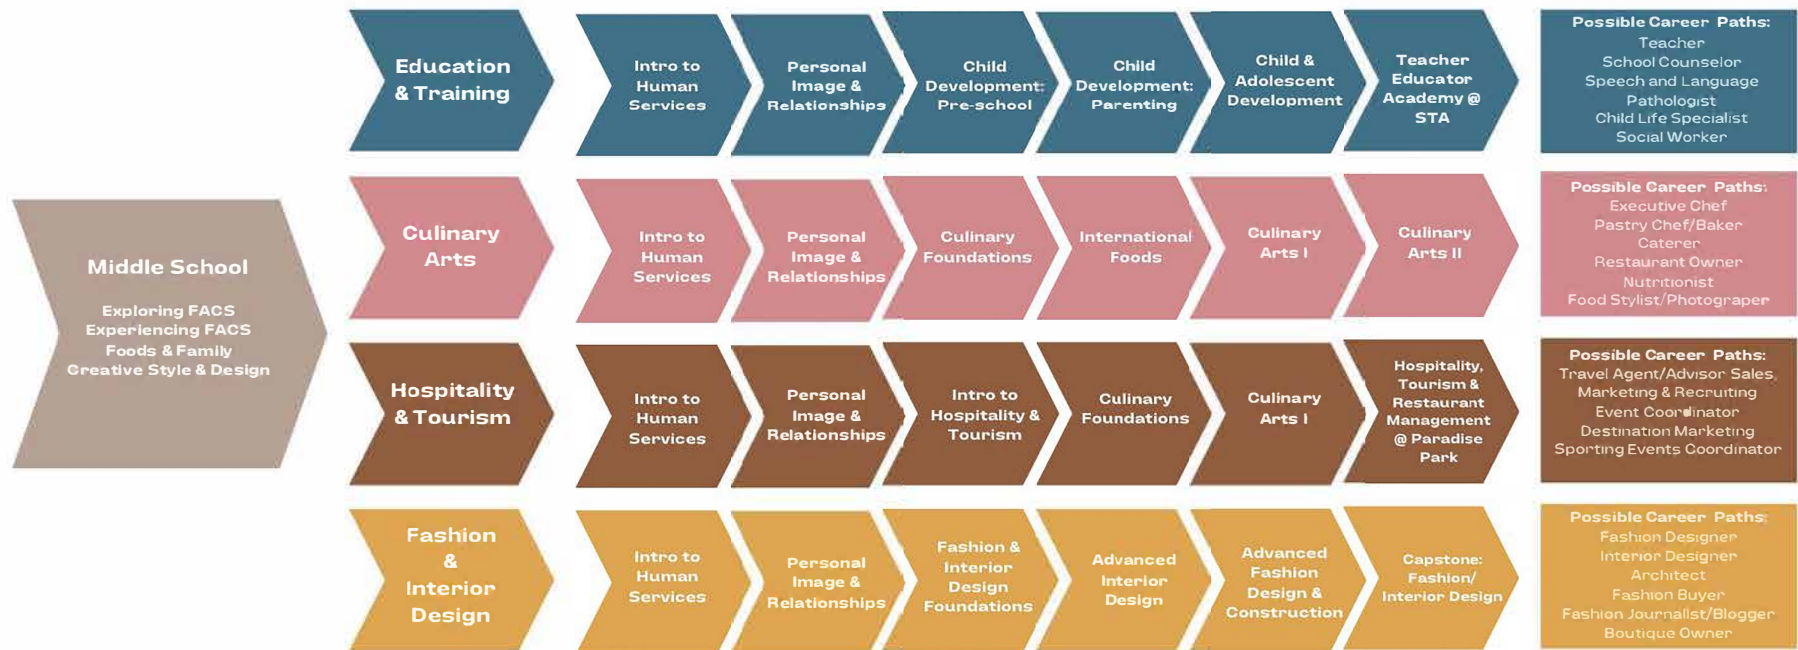 Middle School
Exploring FACS
Experiencing FACS
Foods & Family
Creative Style & Design
Education
& Training
Intro to
Human
Services
Personal
Image &
Relationships
Child
Development:
Pre-school
Child
Development:
Parenting
Child &
Adolescent
Development
Teacher
Educator
Academy @
STA
Possible Career Paths:
Teacher
School Counselor
Speech and Language
Pathologist
Child Life Specialist
Social Worker
Culinary
Arts
Intro to
Human
Services
Personal
Image &
Relationships
Culinary
Foundations
International
Foods
Culinary
Arts I
Culinary
Arts II
Possible Career Paths:
Executive Chef
Pastry Chef/Baker
Caterer
Restaurant Owner
Nutritionist
Food Stylist/Photograper
Hospitality
& Tourism
Intro to
Human
Services
Personal
Image &
Relationships
Intro to
Hospitality &
Tourism
Culinary
Foundations
Culinary
Arts I
Hospitality,
Tourism &
Restaurant
Management
@ Paradise
Park
Possible Career Paths:
Travel Agent/Advisor Sales,
Marketing & Recruiting
Event Coordinator
Destination Marketing
Sporting Events Coordinator
Fashion
&
Interior
Design
Intro to
Human
Services
Personal
Image &
Relationships
Fashion &
Interior
Design
Foundations
Advanced
Interior
Design
Advanced
Fashion
Design &
Construction
Capstone:
Fashion/
Interior Design
Possible Career Paths:
Fashion Designer
Interior Designer
Architect
Fashion Buyer
Fashion Journalist/Blogger
Boutique Owner